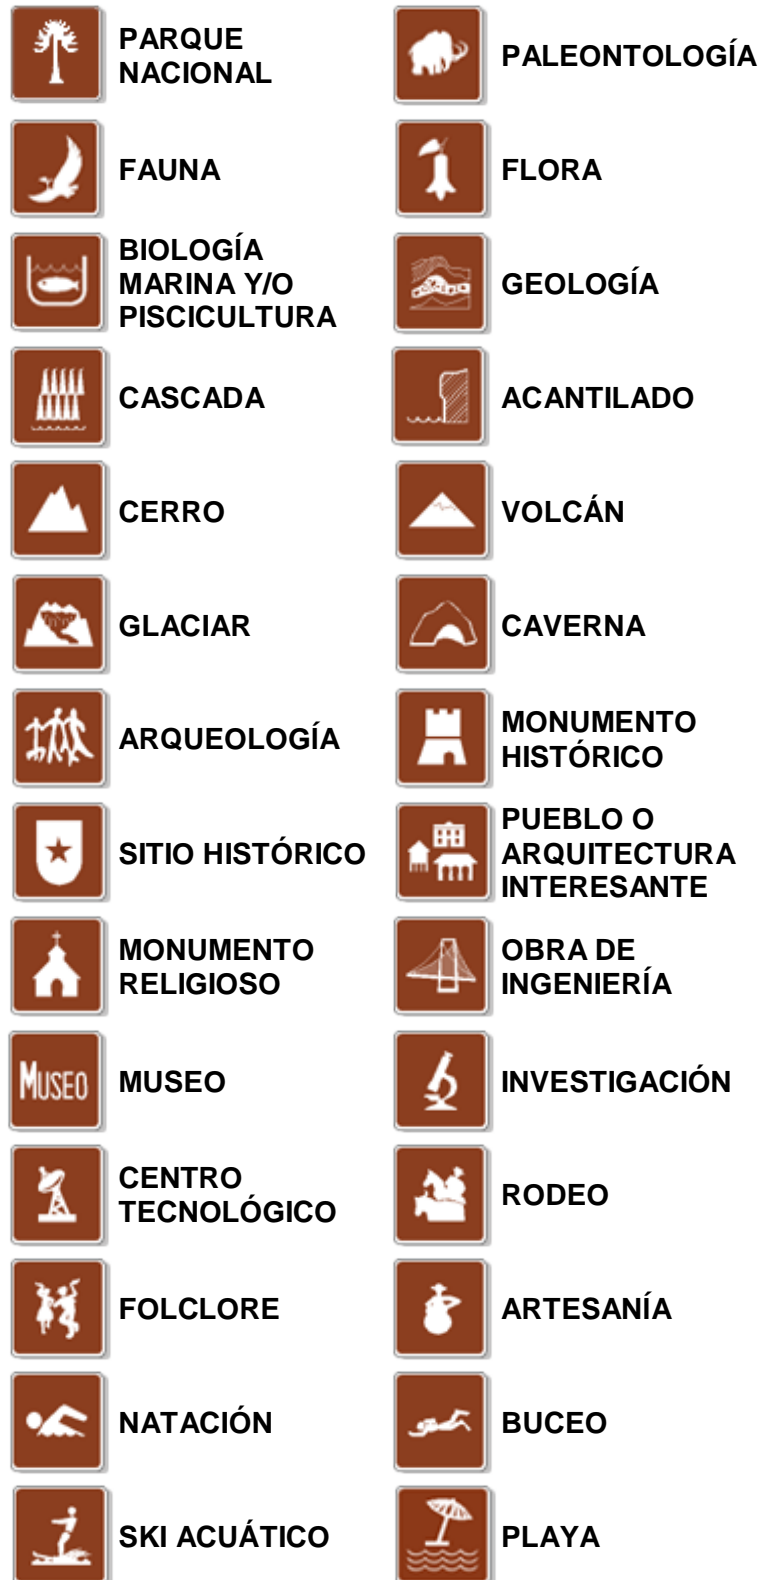 PARQUE
NACIONAL
PALEONTOLOGÍA
FAUNA
FLORA
BIOLOGÍA
MARINA Y/O
PISCICULTURA
GEOLOGÍA
CASCADA
ACANTILADO
CERRO
VOLCÁN
GLACIAR
CAVERNA
ARQUEOLOGÍA
MONUMENTO
HISTÓRICO
SITIO HISTÓRICO
PUEBLO O
ARQUITECTURA
INTERESANTE
MONUMENTO
RELIGIOSO
OBRA DE
INGENIERÍA
MUSEO
MUSEO
INVESTIGACIÓN
CENTRO
TECNOLÓGICO
RODEO
FOLCLORE
ARTESANÍA
NATACIÓN
BUCEO
SKI ACUÁTICO
PLAYA